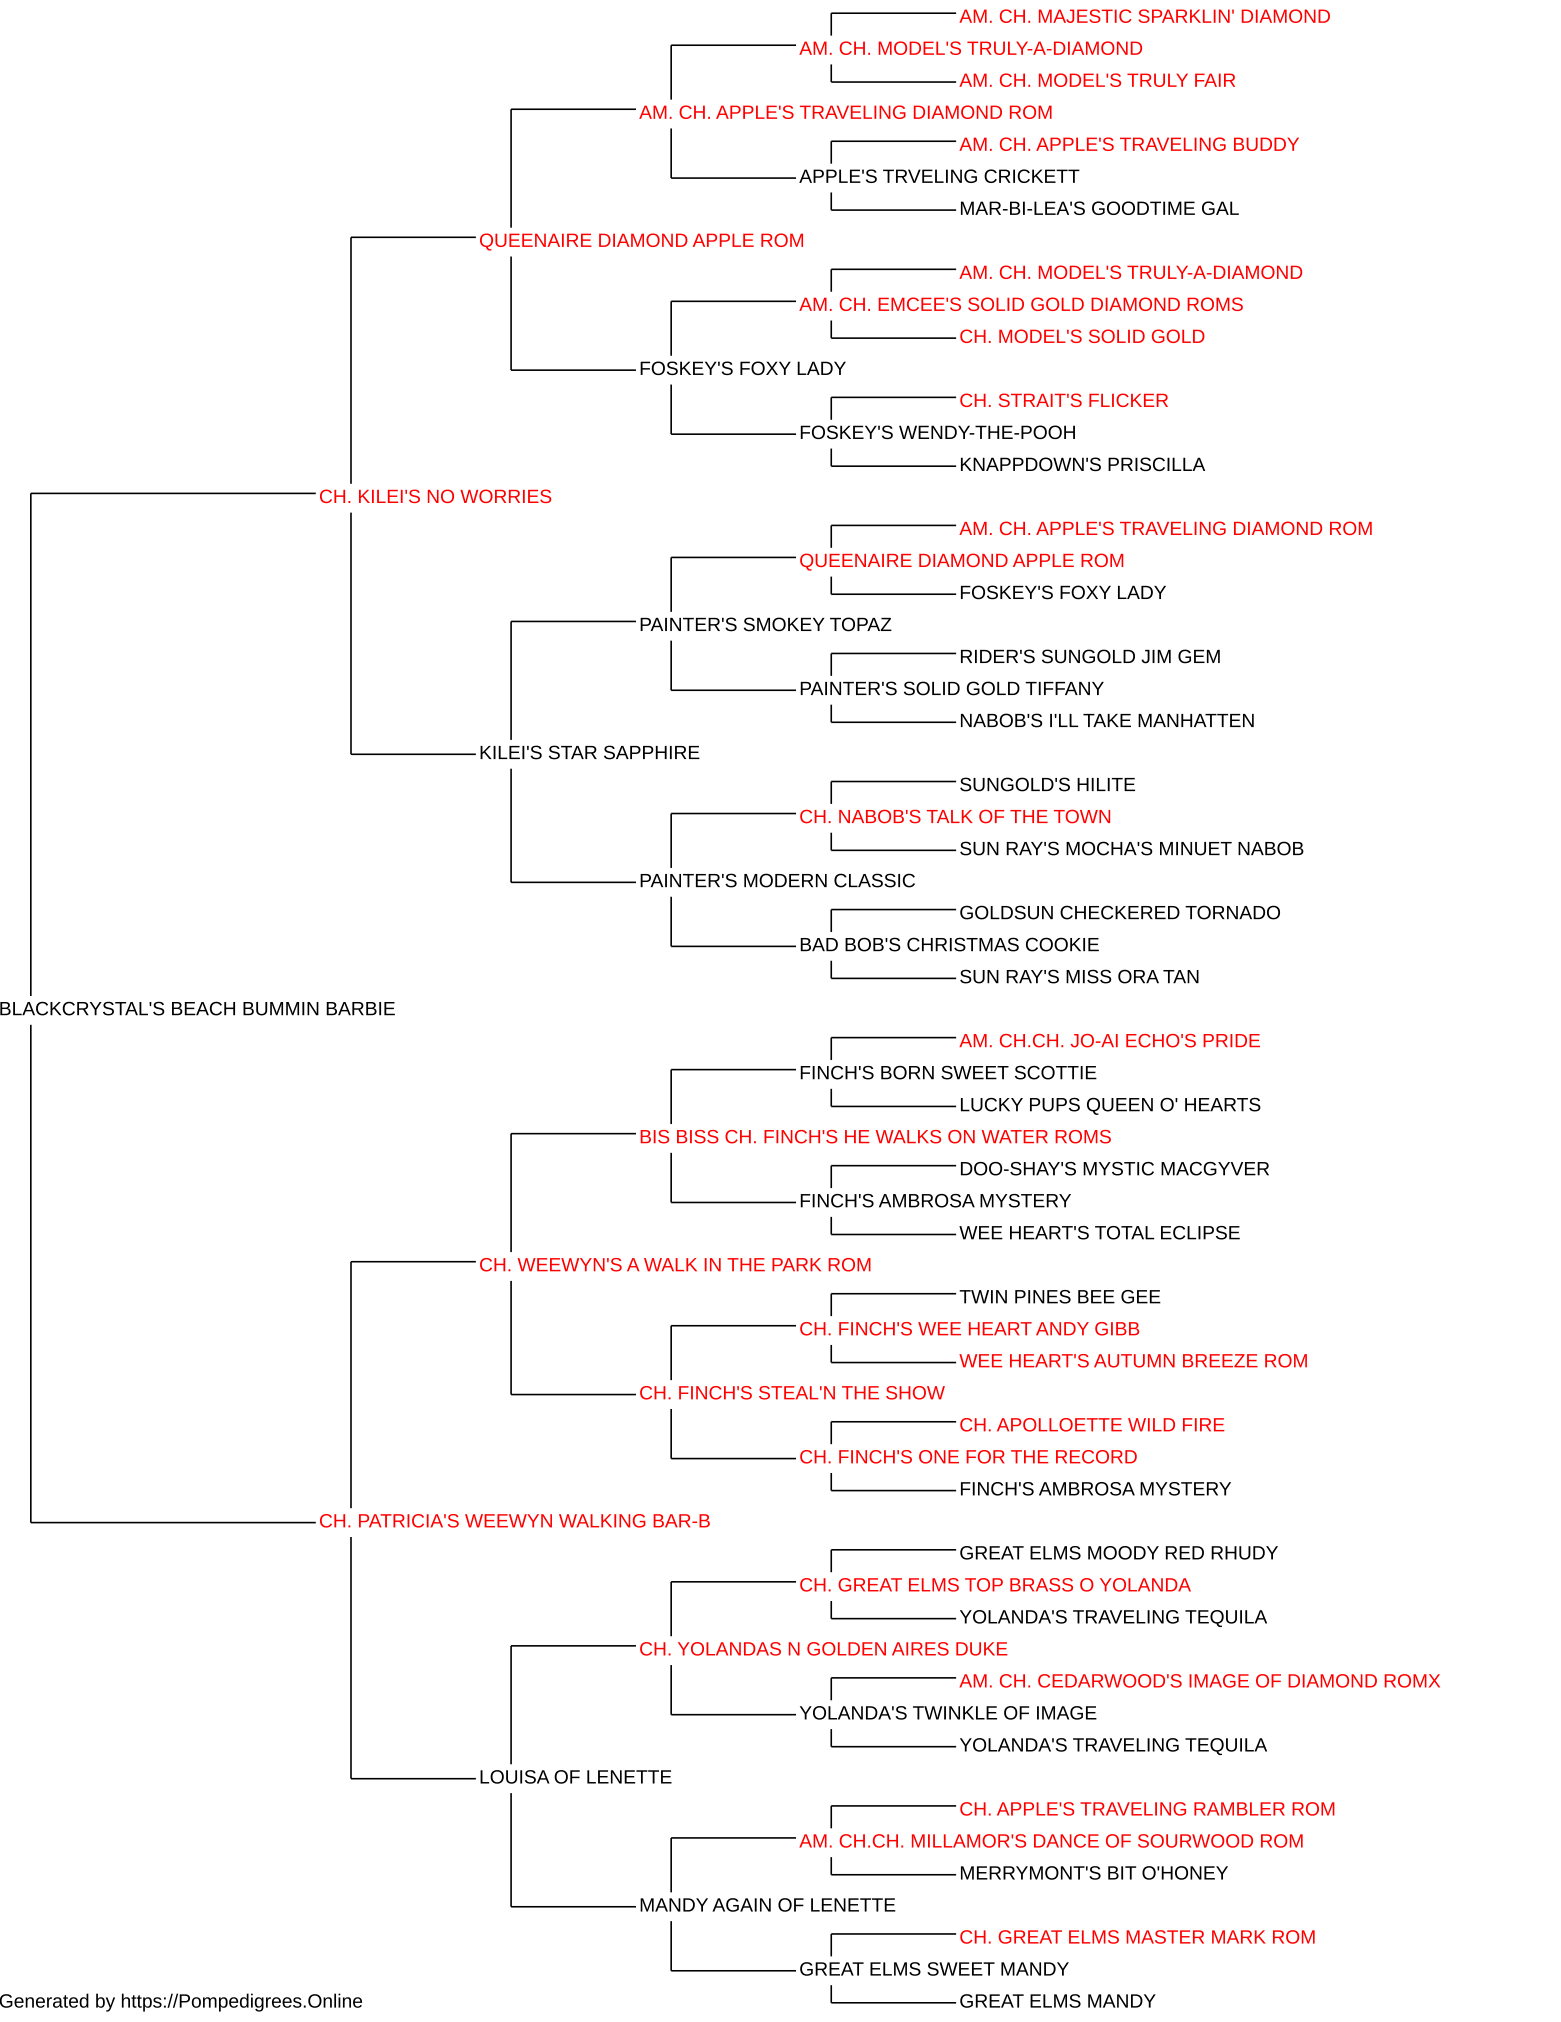 AM. CH. MAJESTIC SPARKLIN' DIAMOND
AM. CH. MODEL'S TRULY-A-DIAMOND
AM. CH. MODEL'S TRULY FAIR
AM. CH. APPLE'S TRAVELING DIAMOND ROM
AM. CH. APPLE'S TRAVELING BUDDY
APPLE'S TRVELING CRICKETT
MAR-BI-LEA'S GOODTIME GAL
QUEENAIRE DIAMOND APPLE ROM
AM. CH. MODEL'S TRULY-A-DIAMOND
AM. CH. EMCEE'S SOLID GOLD DIAMOND ROMS
CH. MODEL'S SOLID GOLD
FOSKEY'S FOXY LADY
CH. STRAIT'S FLICKER
FOSKEY'S WENDY-THE-POOH
KNAPPDOWN'S PRISCILLA
CH. KILEI'S NO WORRIES
AM. CH. APPLE'S TRAVELING DIAMOND ROM
QUEENAIRE DIAMOND APPLE ROM
FOSKEY'S FOXY LADY
PAINTER'S SMOKEY TOPAZ
RIDER'S SUNGOLD JIM GEM
PAINTER'S SOLID GOLD TIFFANY
NABOB'S I'LL TAKE MANHATTEN
KILEI'S STAR SAPPHIRE
SUNGOLD'S HILITE
CH. NABOB'S TALK OF THE TOWN
SUN RAY'S MOCHA'S MINUET NABOB
PAINTER'S MODERN CLASSIC
GOLDSUN CHECKERED TORNADO
BAD BOB'S CHRISTMAS COOKIE
SUN RAY'S MISS ORA TAN
BLACKCRYSTAL'S BEACH BUMMIN BARBIE
AM. CH.CH. JO-AI ECHO'S PRIDE
FINCH'S BORN SWEET SCOTTIE
LUCKY PUPS QUEEN O' HEARTS
BIS BISS CH. FINCH'S HE WALKS ON WATER ROMS
DOO-SHAY'S MYSTIC MACGYVER
FINCH'S AMBROSA MYSTERY
WEE HEART'S TOTAL ECLIPSE
CH. WEEWYN'S A WALK IN THE PARK ROM
TWIN PINES BEE GEE
CH. FINCH'S WEE HEART ANDY GIBB
WEE HEART'S AUTUMN BREEZE ROM
CH. FINCH'S STEAL'N THE SHOW
CH. APOLLOETTE WILD FIRE
CH. FINCH'S ONE FOR THE RECORD
FINCH'S AMBROSA MYSTERY
CH. PATRICIA'S WEEWYN WALKING BAR-B
GREAT ELMS MOODY RED RHUDY
CH. GREAT ELMS TOP BRASS O YOLANDA
YOLANDA'S TRAVELING TEQUILA
CH. YOLANDAS N GOLDEN AIRES DUKE
AM. CH. CEDARWOOD'S IMAGE OF DIAMOND ROMX
YOLANDA'S TWINKLE OF IMAGE
YOLANDA'S TRAVELING TEQUILA
LOUISA OF LENETTE
CH. APPLE'S TRAVELING RAMBLER ROM
AM. CH.CH. MILLAMOR'S DANCE OF SOURWOOD ROM
MERRYMONT'S BIT O'HONEY
MANDY AGAIN OF LENETTE
CH. GREAT ELMS MASTER MARK ROM
GREAT ELMS SWEET MANDY
GREAT ELMS MANDY
Generated by https://Pompedigrees.Online